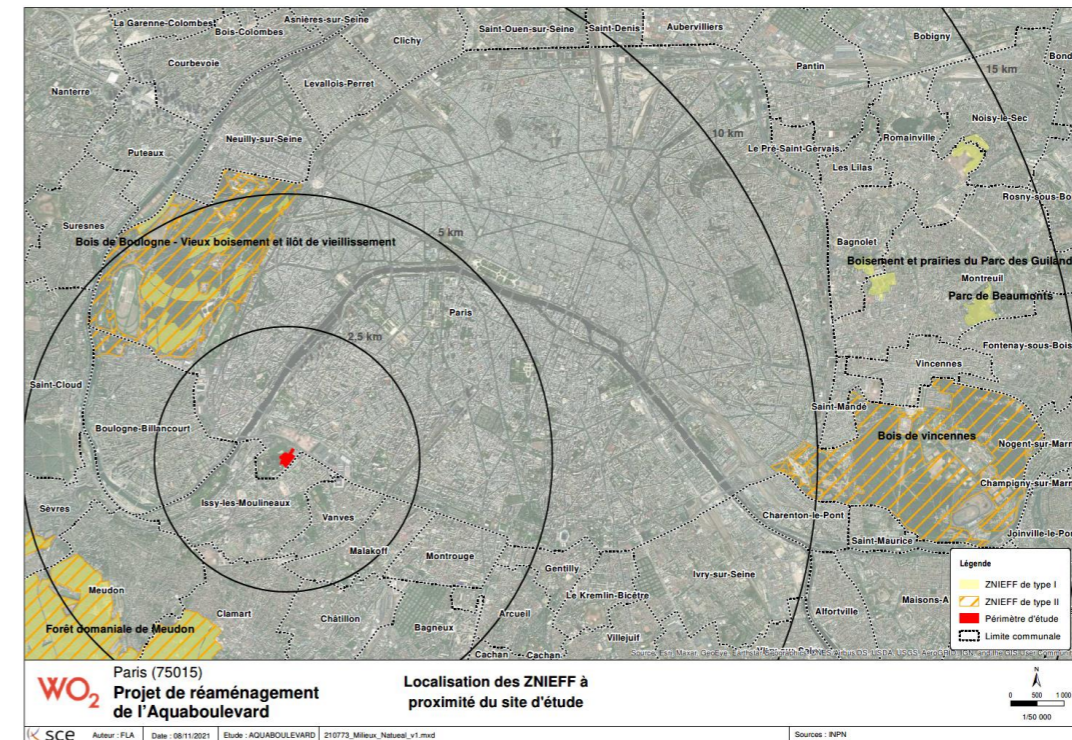 La Garenne-Colombes
Asnières-sur-Seine
Bois-Colombes
Clichy
Saint-Ouen-sur-Seine
Saint-Denis
Aubervilliers
Bobigny
Bond
Courbevoie
Pantin
15 km
Nanterre
Levallois-Perret
Noisy-le-Sec
Neuilly-sur-Seine
10 km
Romainville
Puteaux
Le Pré-Saint-Gervais
Les Lilas
Rosny-sous-Bo
Suresnes
5 km
Bagnolet
Bois de Boulogne - Vieux boisement et ilôt de vieillissement
Boisement et prairies du Parc des Guiland
Montreuil
Parc de Beaumonts
Paris
2,5 km
Fontenay-sous-Bois
Vincennes
Saint-Cloud
Saint-Mandé
Boulogne-Billancourt
Bois de vincennes
Nogent-sur-Marn
Champigny-sur-Marn
Issy-les-Moulineaux
Sèvres
Vanves
Charenton-le-Pont
Saint-Maurice
Joinville-le-Pon
Malakoff
Montrouge
Gentilly
Ivry-sur-Seine
Meudon
Le Kremlin-Bicêtre
Maisons-A
Clamart
Châtillon
Arcueil
Alfortville
Forêt domaniale de Meudon
Bagneux
Villejuif
Cachan
Cachan
Légende
ZNIEFF de type I
ZNIEFF de type II
Périmètre d'étude
Limite communale
WO2
Paris (75015)
Projet de réaménagement
de l'Aquaboulevard
Localisation des ZNIEFF à
proximité du site d'étude
N
0 500 1 000
1/50 000
sce
Auteur : FLA
Date : 08/11/2021
Etude : AQUABOULEVARD
210773_Milieux_Natueal_v1.mxd
Sources : INPN